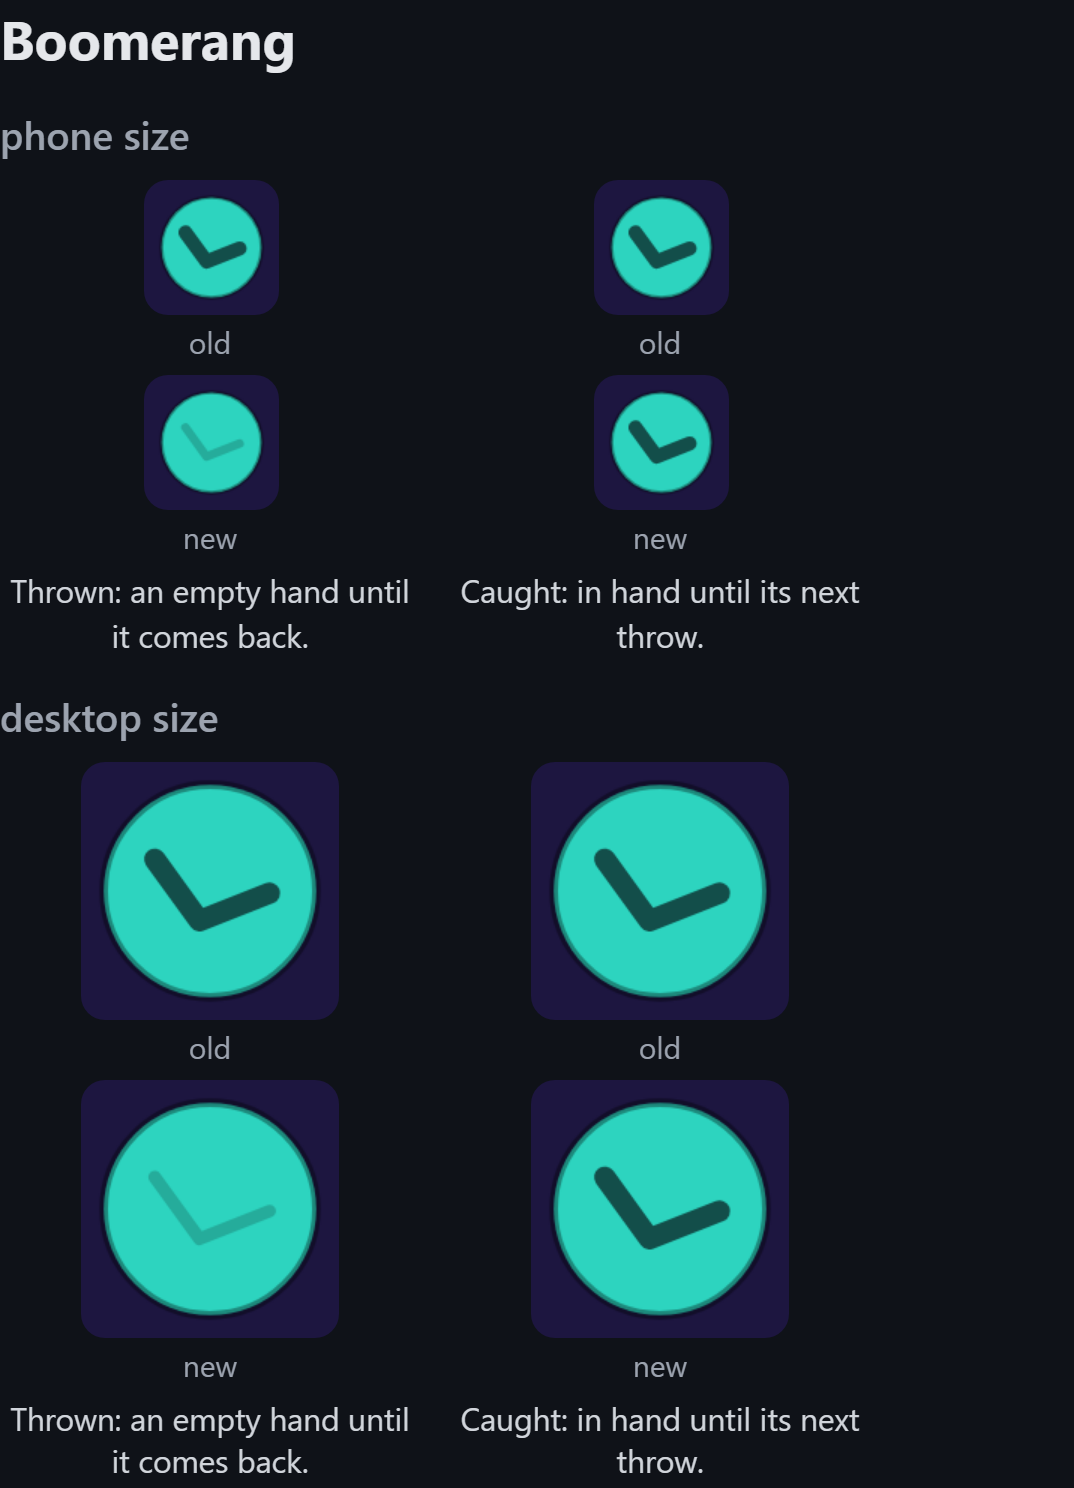 Boomerang
phone size
old
old
new
new
Thrown: an empty hand until
it comes back.
Caught: in hand until its next
throw.
desktop size
old
old
new
new
Thrown: an empty hand until
it comes back.
Caught: in hand until its next
throw.